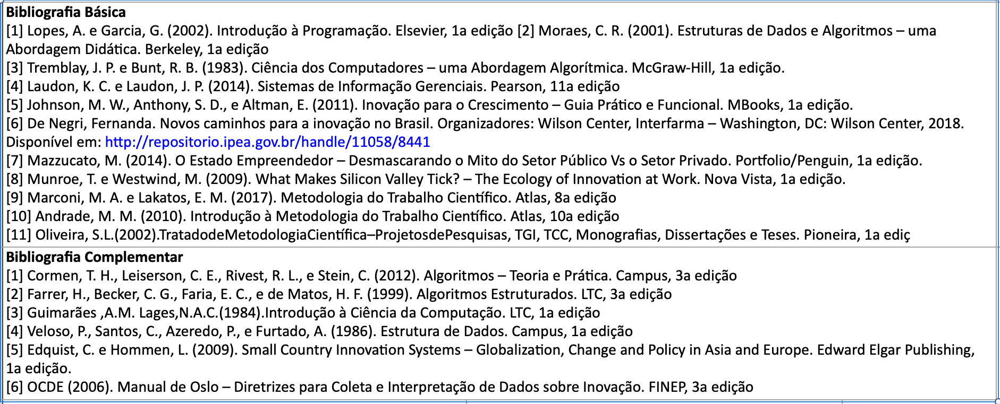 Bibliografia Básica
[1] Lopes, A. e Garcia, G. (2002). Introdução à Programação. Elsevier, 1a edição [2] Moraes, C. R. (2001). Estruturas de Dados e Algoritmos – uma
Abordagem Didática. Berkeley, 1a edição
[3] Tremblay, J. P. e Bunt, R. B. (1983). Ciência dos Computadores – uma Abordagem Algorítmica. McGraw-Hill, 1a edição.
[4] Laudon, K. C. e Laudon, J. P. (2014). Sistemas de Informação Gerenciais. Pearson, 11a edição
[5] Johnson, M. W., Anthony, S. D., e Altman, E. (2011). Inovação para o Crescimento – Guia Prático e Funcional. MBooks, 1a edição.
[6] De Negri, Fernanda. Novos caminhos para a inovação no Brasil. Organizadores: Wilson Center, Interfarma – Washington, DC: Wilson Center, 2018.
Disponível em: http://repositorio.ipea.gov.br/handle/11058/8441
[7] Mazzucato, M. (2014). O Estado Empreendedor – Desmascarando o Mito do Setor Público Vs o Setor Privado. Portfolio/Penguin, 1a edição.
[8] Munroe, T. e Westwind, M. (2009). What Makes Silicon Valley Tick? – The Ecology of Innovation at Work. Nova Vista, 1a edição.
[9] Marconi, M. A. e Lakatos, E. M. (2017). Metodologia do Trabalho Científico. Atlas, 8a edição
[10] Andrade, M. M. (2010). Introdução à Metodologia do Trabalho Científico. Atlas, 10a edição
[11] Oliveira, S.L.(2002).TratadodeMetodologiaCientífica–ProjetosdePesquisas, TGI, TCC, Monografias, Dissertações e Teses. Pioneira, 1a ediç
Bibliografia Complementar
[1] Cormen, T. H., Leiserson, C. E., Rivest, R. L., e Stein, C. (2012). Algoritmos – Teoria e Prática. Campus, 3a edição
[2] Farrer, H., Becker, C. G., Faria, E. C., e de Matos, H. F. (1999). Algoritmos Estruturados. LTC, 3a edição
[3] Guimarães ,A.M. Lages,N.A.C.(1984).Introdução à Ciência da Computação. LTC, 1a edição
[4] Veloso, P., Santos, C., Azeredo, P., e Furtado, A. (1986). Estrutura de Dados. Campus, 1a edição
[5] Edquist, C. e Hommen, L. (2009). Small Country Innovation Systems – Globalization, Change and Policy in Asia and Europe. Edward Elgar Publishing,
1a edição.
[6] OCDE (2006). Manual de Oslo – Diretrizes para Coleta e Interpretação de Dados sobre Inovação. FINEP, 3a edição